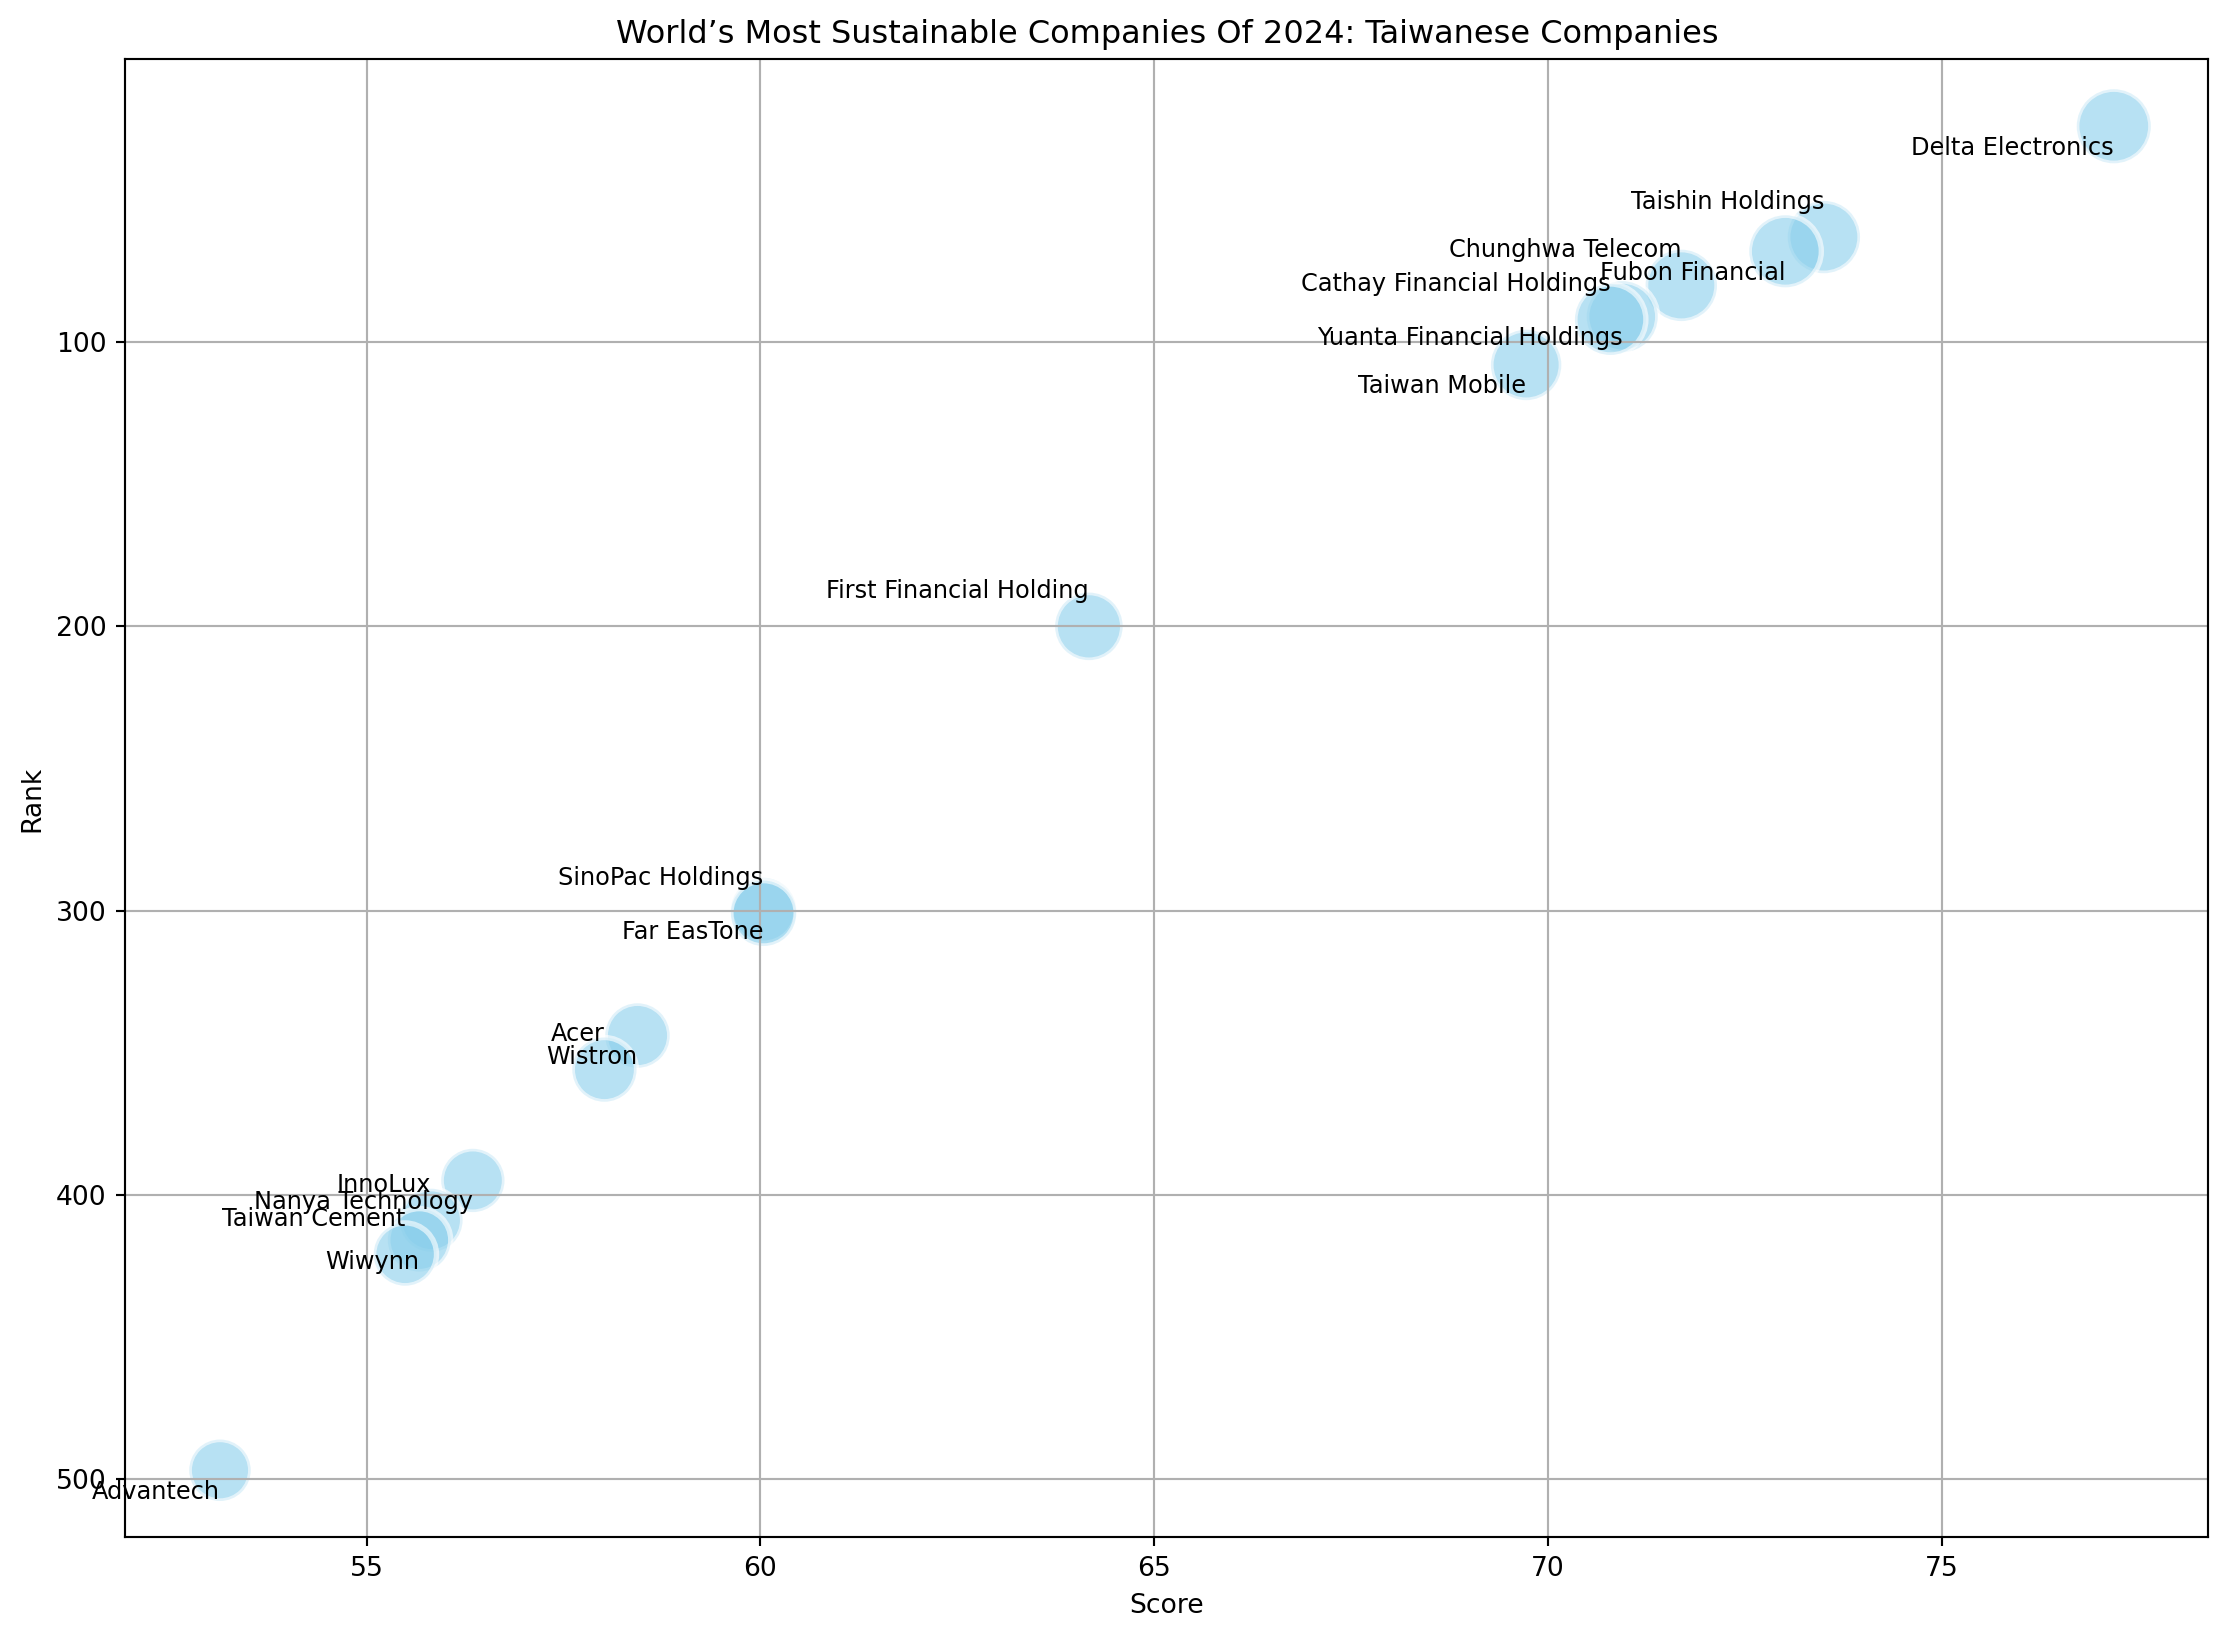 World’s Most Sustainable Companies Of 2024: Taiwanese Companies
Delta Electronics
Taishin Holdings
Chunghwa Telecom
Fubon Financial
Cathay Financial Holdings
Yuanta Financial Holdings
100
Taiwan Mobile
First Financial Holding
200
Rank
SinoPac Holdings
300
Far EasTone
Acer
Wistron
InnoLux
400
Nanya Technology
Taiwan Cement
Wiwynn
500
Advantech
55
60
65
70
75
Score